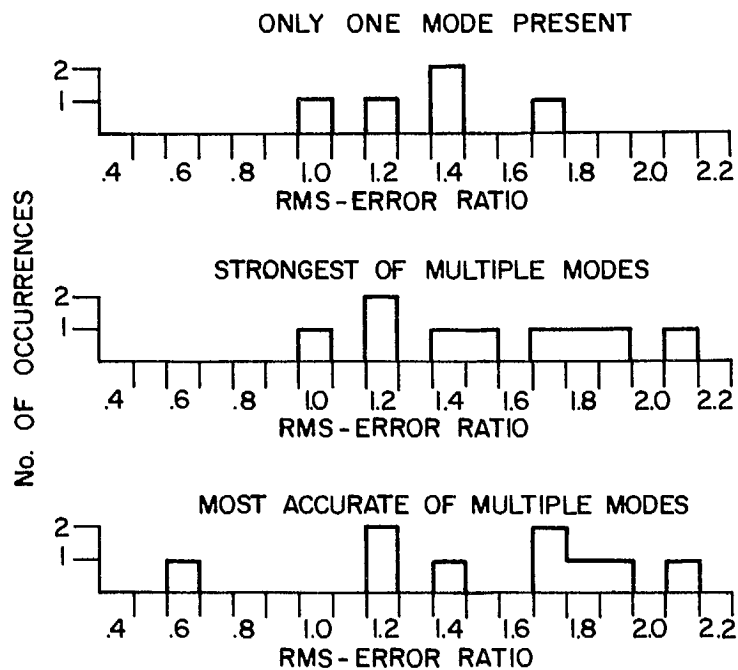 ONLY ONE MODE PRESENT
2
1
.4 .6 .8 1.0 1.2 1.4 1.6 1.8 2.0 2.2
RMS-ERROR RATIO
No. OF OCCURRENCES
STRONGEST OF MULTIPLE MODES
2
1
.4 .6 .8 1.0 1.2 1.4 1.6 1.8 2.0 2.2
RMS-ERROR RATIO
MOST ACCURATE OF MULTIPLE MODES
2
1
.4 .6 .8 1.0 1.2 1.4 1.6 1.8 2.0 2.2
RMS-ERROR RATIO